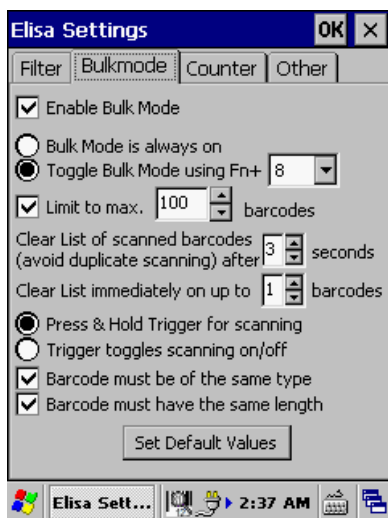 Elisa Settings OK ×
Filter Bulkmode Counter Other
Enable Bulk Mode
Bulk Mode is always on
Toggle Bulk Mode using Fn+ 8
Limit to max. 100 barcodes
Clear List of scanned barcodes
(avoid duplicate scanning) after 3 seconds
Clear List immediately on up to 1 barcodes
Press & Hold Trigger for scanning
Trigger toggles scanning on/off
Barcode must be of the same type
Barcode must have the same length
Set Default Values
Elisa Sett... 2:37 AM